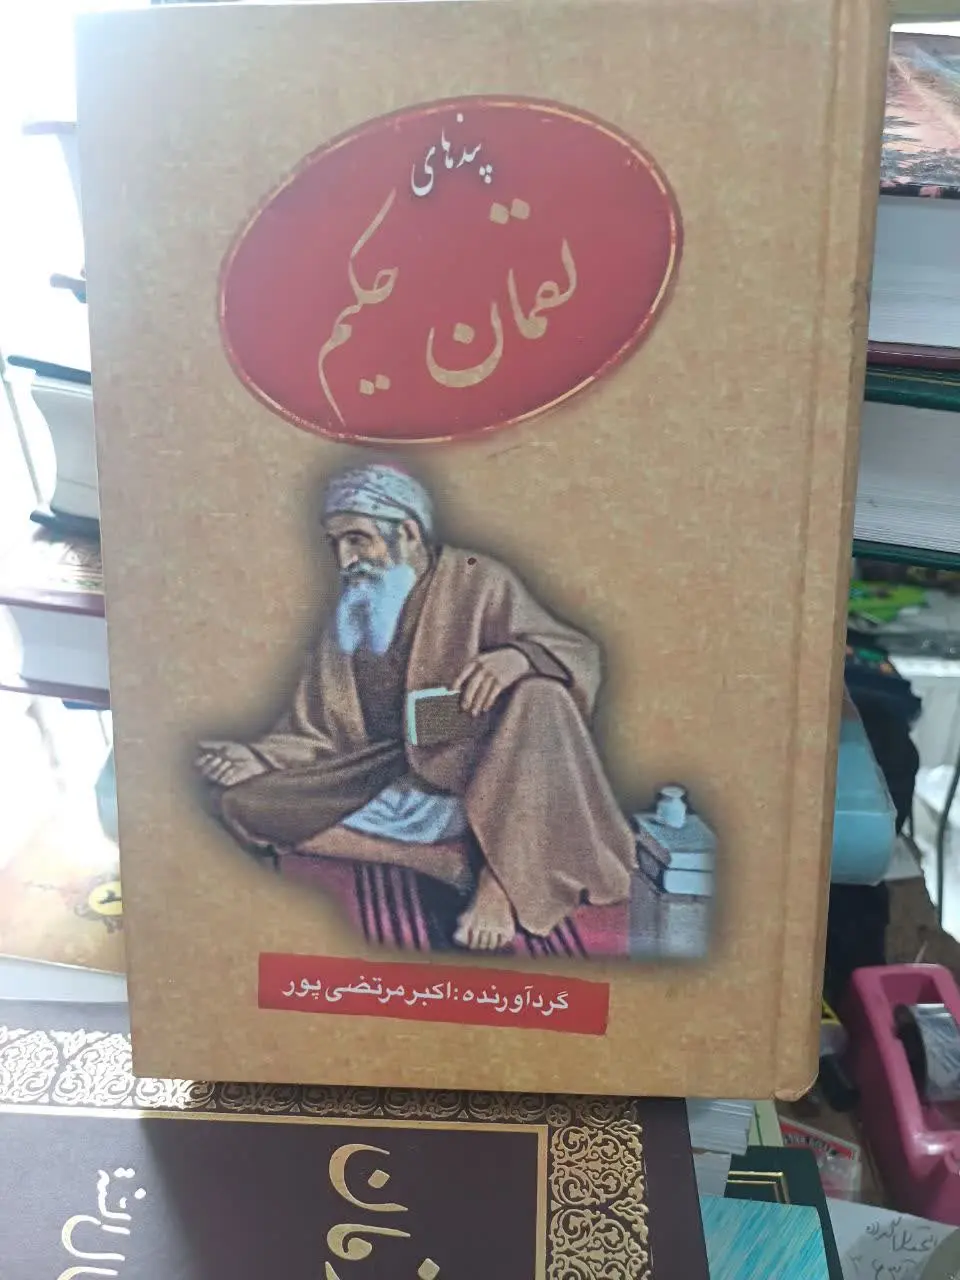 پندهای
لقمان حکیم
گردآورنده: اکبر مرتضی پور